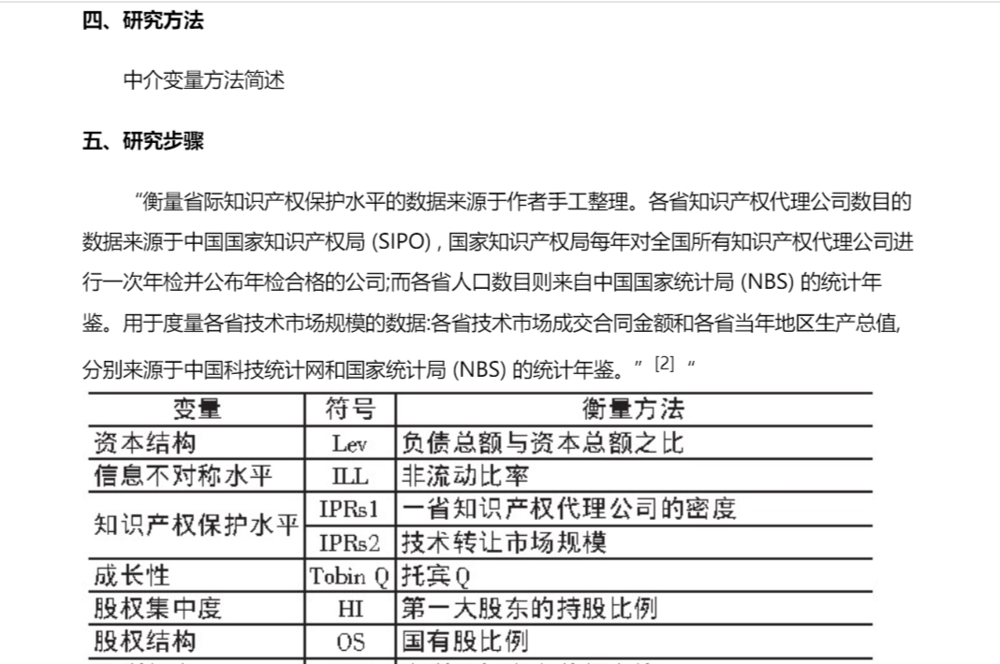 四、研究方法
中介变量方法简述
五、研究步骤
“衡量省际知识产权保护水平的数据来源于作者手工整理。各省知识产权代理公司数目的
数据来源于中国国家知识产权局 (SIPO) , 国家知识产权局每年对全国所有知识产权代理公司进
行一次年检并公布年检合格的公司;而各省人口数目则来自中国国家统计局 (NBS) 的统计年
鉴。用于度量各省技术市场规模的数据:各省技术市场成交合同金额和各省当年地区生产总值,
分别来源于中国科技统计网和国家统计局 (NBS) 的统计年鉴。” [2] “
变量 符号 衡量方法
资本结构 Lev 负债总额与资本总额之比
信息不对称水平 ILL 非流动比率
知识产权保护水平 IPRs1 一省知识产权代理公司的密度
IPRs2 技术转让市场规模
成长性 Tobin Q 托宾Q
股权集中度 HI 第一大股东的持股比例
股权结构 OS 国有股比例